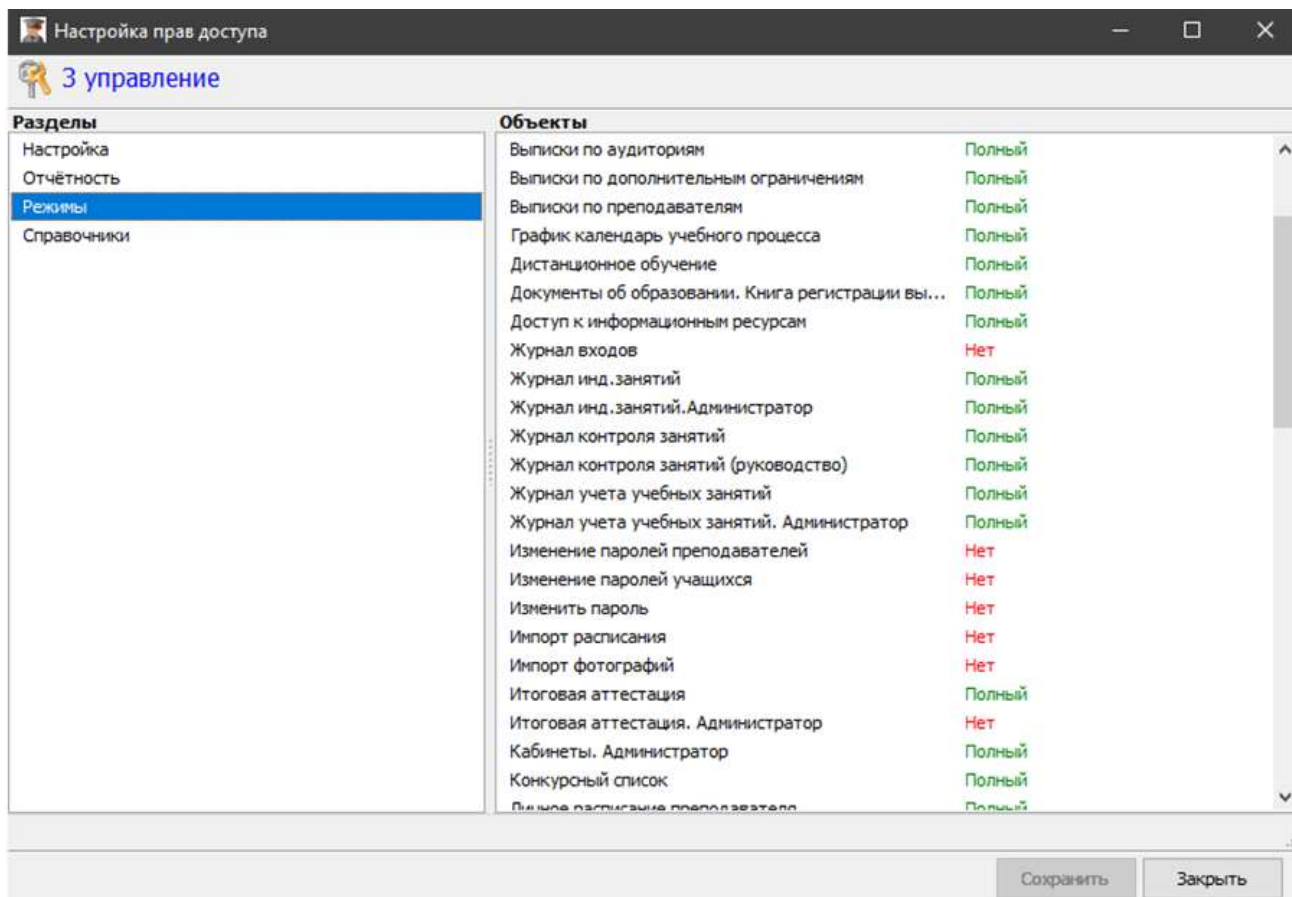 Настройка прав доступа
3 управление
Разделы
Объекты
Настройка
Отчётность
Режимы
Справочники
Выписки по аудиториям Полный
Выписки по дополнительным ограничениям Полный
Выписки по преподавателям Полный
График календарь учебного процесса Полный
Дистанционное обучение Полный
Документы об образовании. Книга регистрации вы... Полный
Доступ к информационным ресурсам Полный
Журнал входов Нет
Журнал инд.занятий Полный
Журнал инд.занятий.Администратор Полный
Журнал контроля занятий Полный
Журнал контроля занятий (руководство) Полный
Журнал учета учебных занятий Полный
Журнал учета учебных занятий. Администратор Полный
Изменение паролей преподавателей Нет
Изменение паролей учащихся Нет
Изменить пароль Нет
Импорт расписания Нет
Импорт фотографий Нет
Итоговая аттестация Полный
Итоговая аттестация. Администратор Нет
Кабинеты. Администратор Полный
Конкурсный список Полный
Личное расписание преподавателя Полный
Сохранить
Закрыть